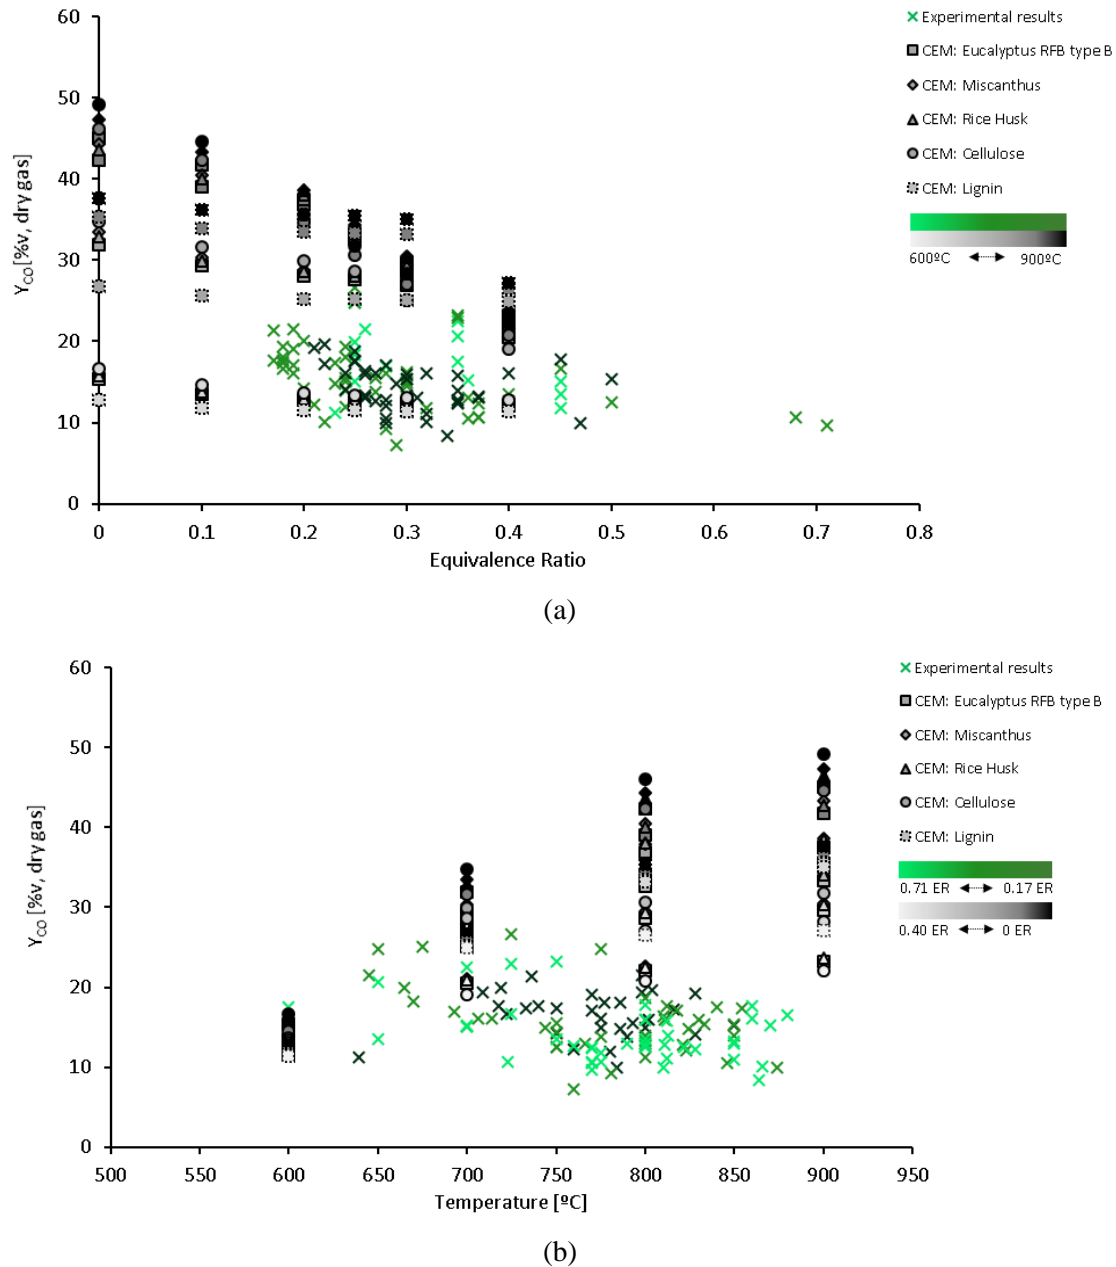 60
50
40
30
20
10
0
Y_CO [%v, dry gas]
0 0.1 0.2 0.3 0.4 0.5 0.6 0.7 0.8
Equivalence Ratio
Experimental results
CEM: Eucalyptus RFB type B
CEM: Miscanthus
CEM: Rice Husk
CEM: Cellulose
CEM: Lignin
600ºC 900ºC
(a)
60
50
40
30
20
10
0
Y_CO [%v, dry gas]
500 550 600 650 700 750 800 850 900 950
Temperature [ºC]
Experimental results
CEM: Eucalyptus RFB type B
CEM: Miscanthus
CEM: Rice Husk
CEM: Cellulose
CEM: Lignin
0.71 ER 0.17 ER
0.40 ER 0 ER
(b)